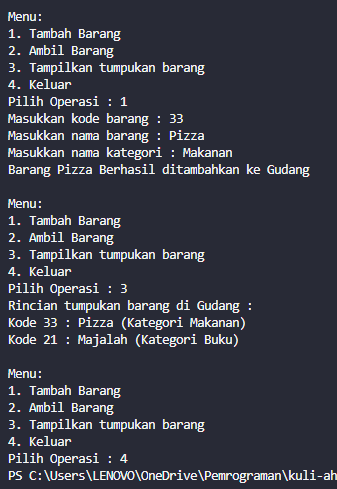 Menu:
1. Tambah Barang
2. Ambil Barang
3. Tampilkan tumpukan barang
4. Keluar
Pilih Operasi : 1
Masukkan kode barang : 33
Masukkan nama barang : Pizza
Masukkan nama kategori : Makanan
Barang Pizza Berhasil ditambahkan ke Gudang

Menu:
1. Tambah Barang
2. Ambil Barang
3. Tampilkan tumpukan barang
4. Keluar
Pilih Operasi : 3
Rincian tumpukan barang di Gudang :
Kode 33 : Pizza (Kategori Makanan)
Kode 21 : Majalah (Kategori Buku)

Menu:
1. Tambah Barang
2. Ambil Barang
3. Tampilkan tumpukan barang
4. Keluar
Pilih Operasi : 4
PS C:\Users\LENOVO\OneDrive\Pemrograman\kuli-ah